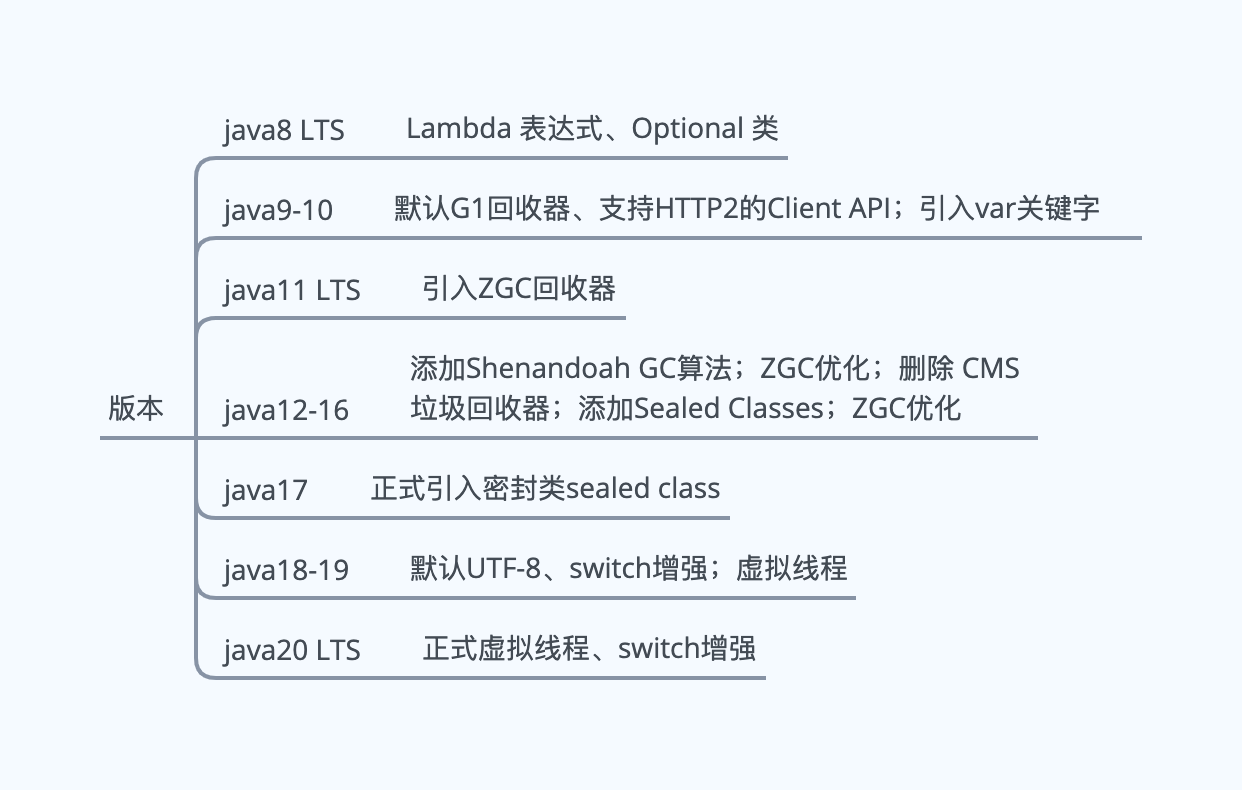 java8 LTS Lambda 表达式、Optional 类
java9-10 默认G1回收器、支持HTTP2的Client API；引入var关键字
java11 LTS 引入ZGC回收器
添加Shenandoah GC算法；ZGC优化；删除 CMS
版本 java12-16 垃圾回收器；添加Sealed Classes；ZGC优化
java17 正式引入密封类sealed class
java18-19 默认UTF-8、switch增强；虚拟线程
java20 LTS 正式虚拟线程、switch增强